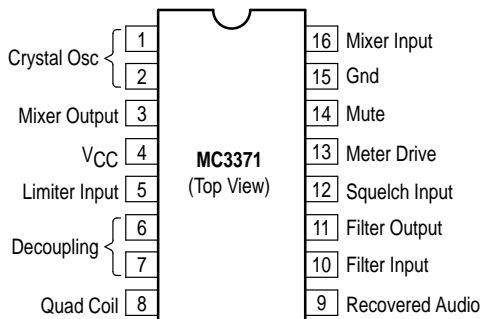 Crystal Osc
1
2
Mixer Output 3
VCC 4
Limiter Input 5
Decoupling
6
7
Quad Coil 8
MC3371
(Top View)
16 Mixer Input
15 Gnd
14 Mute
13 Meter Drive
12 Squelch Input
11 Filter Output
10 Filter Input
9 Recovered Audio